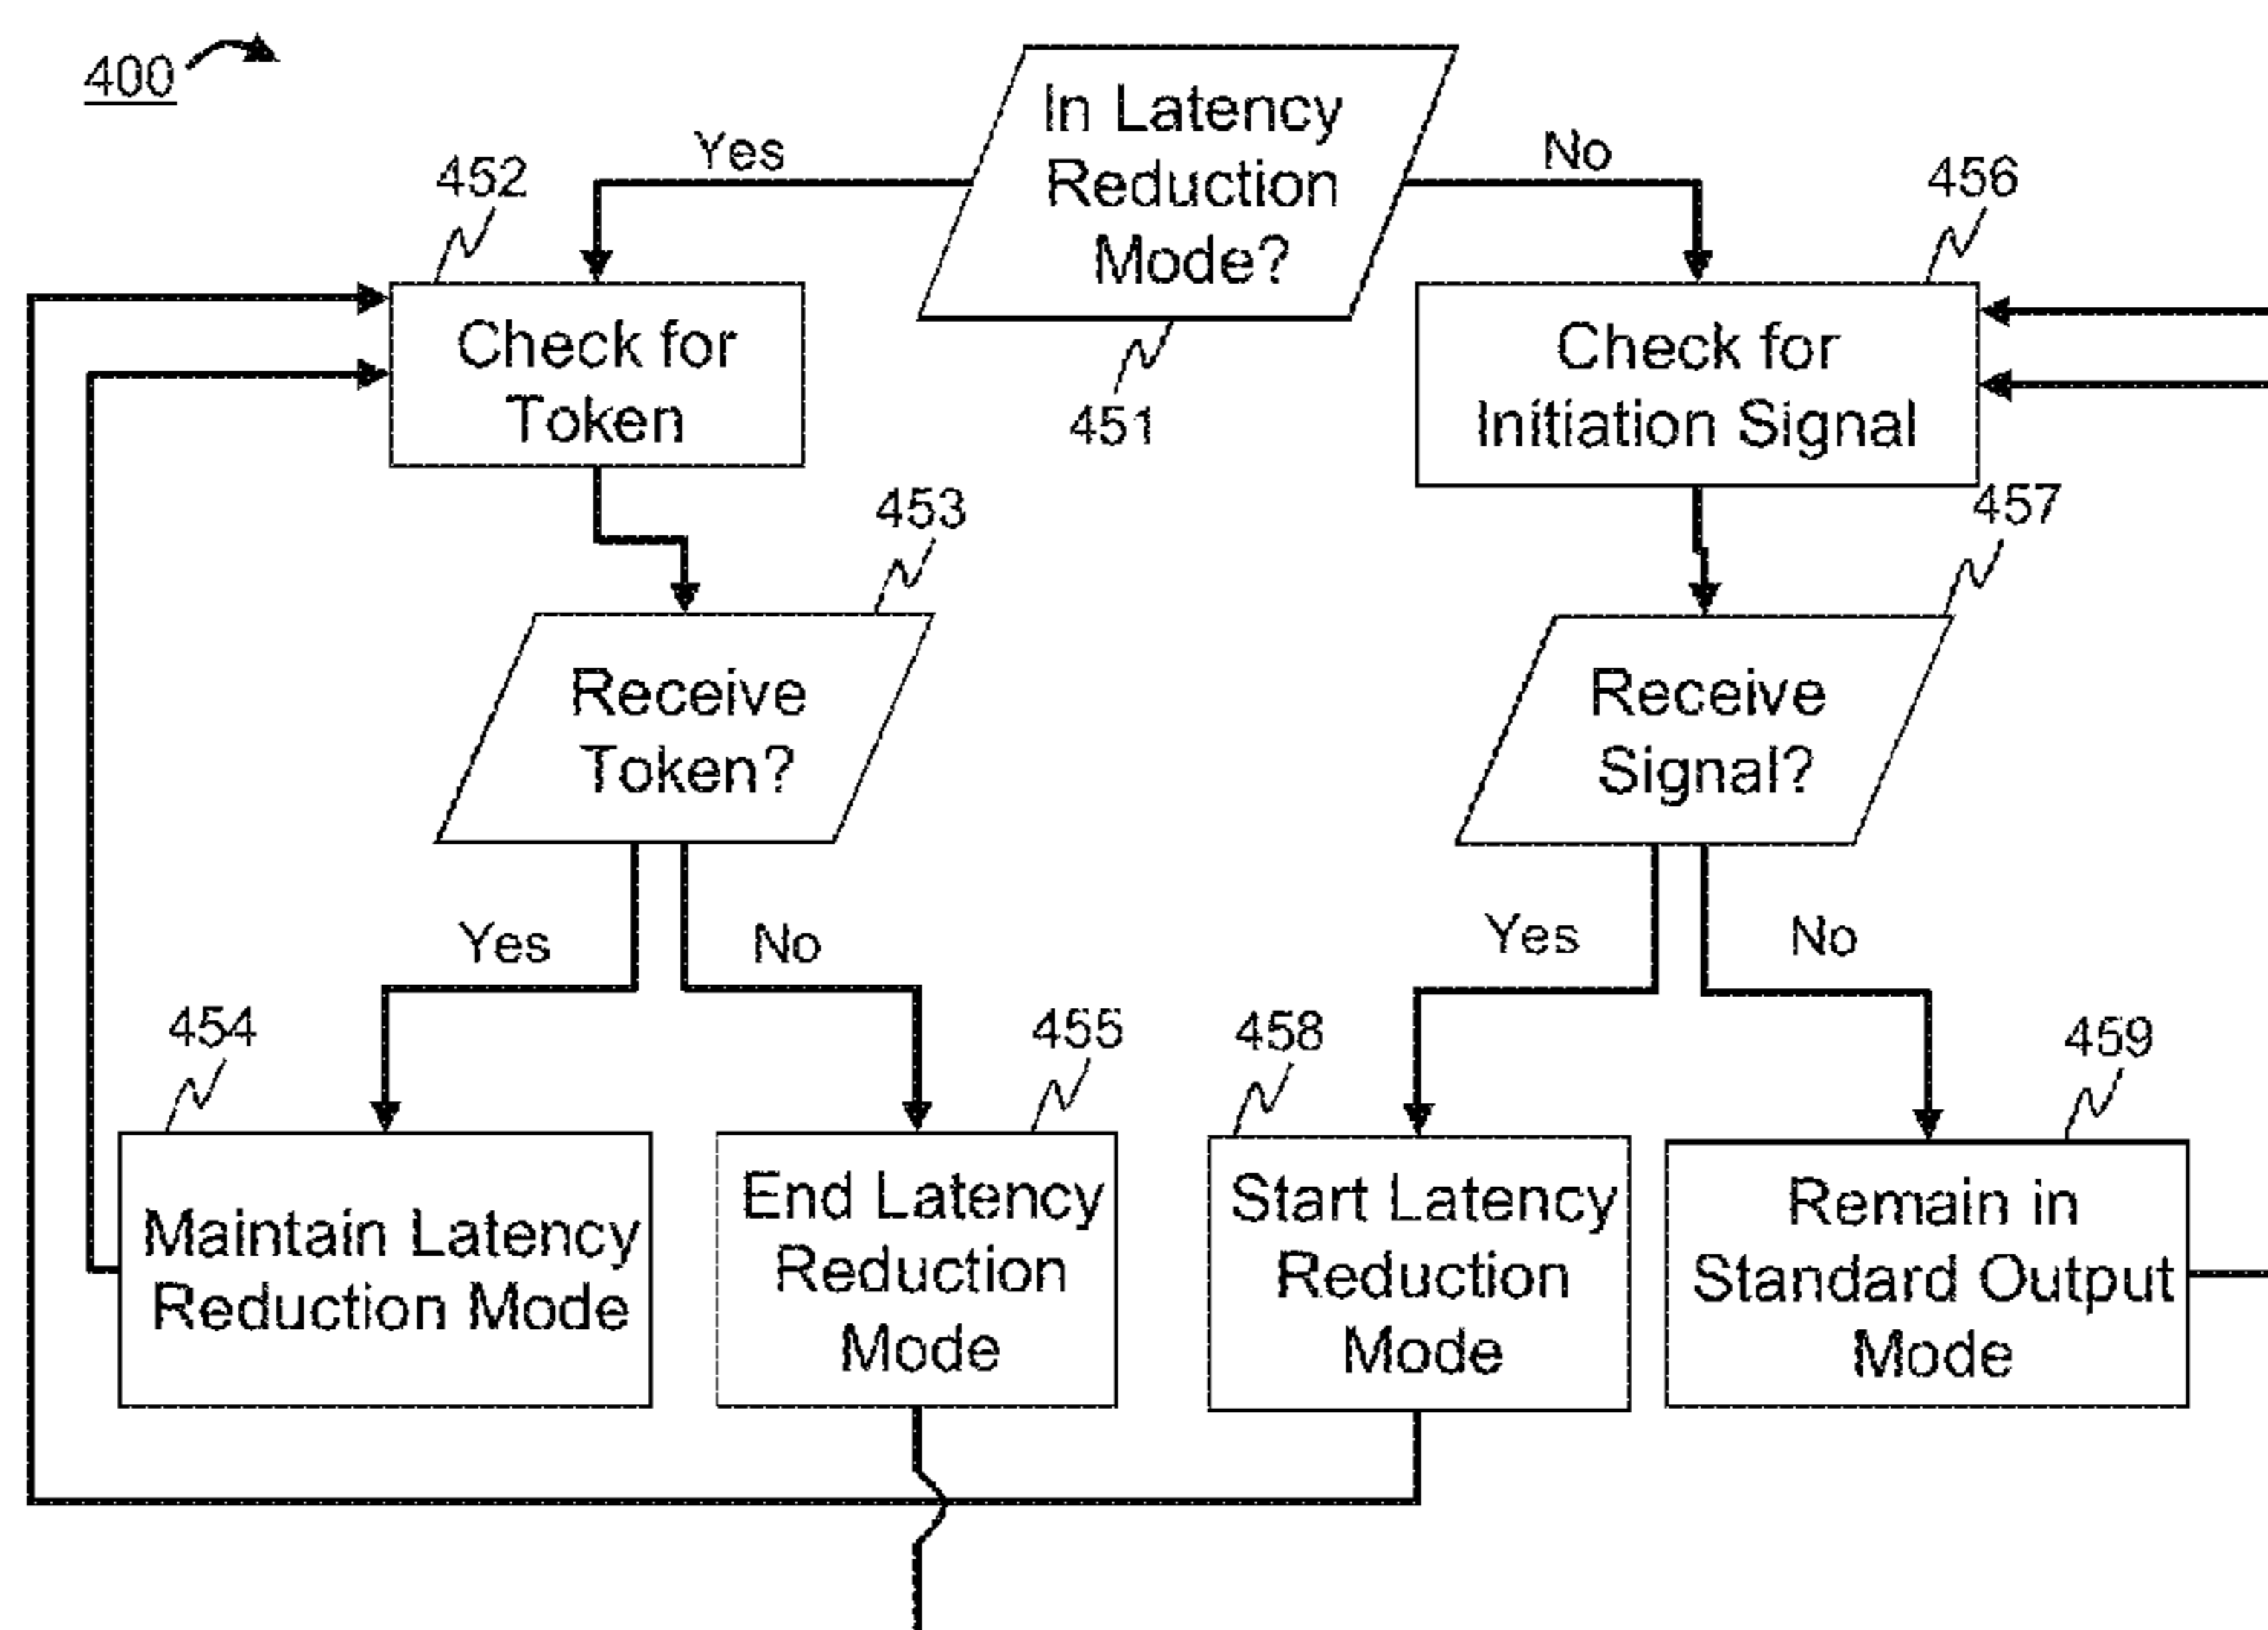 400
In Latency
Reduction
Mode?
451
Yes
No
452
Check for
Token
456
Check for
Initiation Signal
453
Receive
Token?
457
Receive
Signal?
Yes
No
Yes
No
454
Maintain Latency
Reduction Mode
455
End Latency
Reduction
Mode
458
Start Latency
Reduction
Mode
459
Remain in
Standard Output
Mode